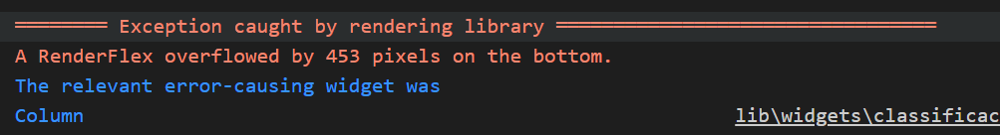 ════════ Exception caught by rendering library ═════════════════════════════════
A RenderFlex overflowed by 453 pixels on the bottom.
The relevant error-causing widget was
Column lib\widgets\classificac